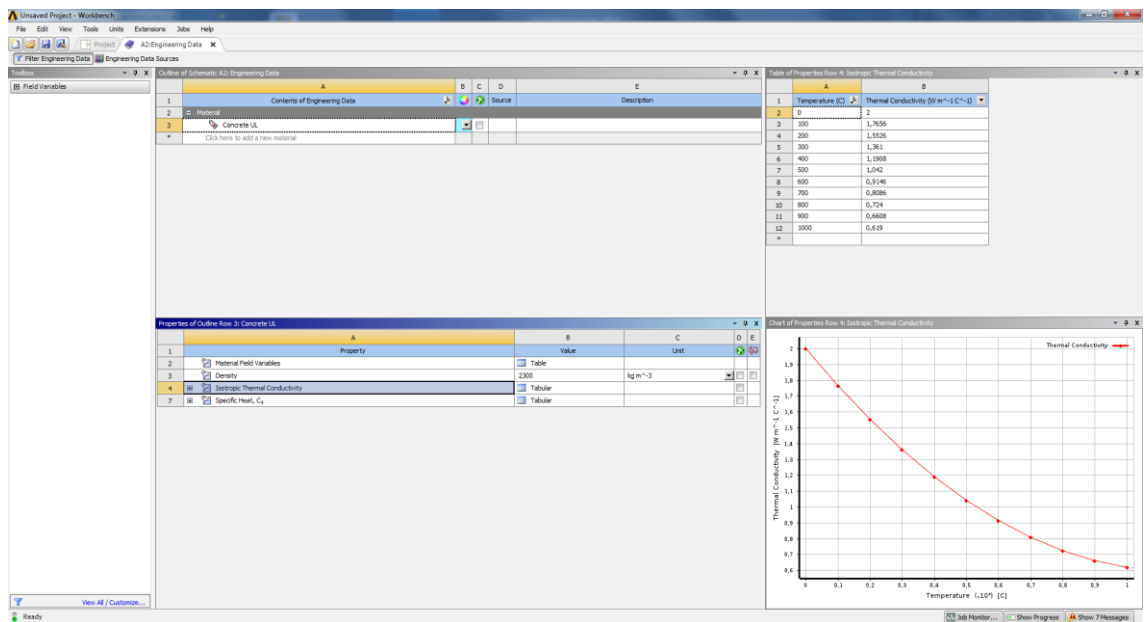 Unsaved Project - Workbench
File Edit View Tools Units Extensions Jobs Help
Project A2:Engineering Data X
Filter Engineering Data Engineering Data Sources
Toolbox
Field Variables
View All / Customize...
Outline of Schematic A2: Engineering Data
A B C D E
1 Contents of Engineering Data Source Description
2 Material
3 Concrete UL
* Click here to add a new material
Table of Properties Row 4: Isotropic Thermal Conductivity
A B
1 Temperature (C) Thermal Conductivity (W m^-1 C^-1)
2 0 2
3 100 1,7656
4 200 1,5526
5 300 1,361
6 400 1,1908
7 500 1,042
8 600 0,9146
9 700 0,8086
10 800 0,724
11 900 0,6608
12 1000 0,619
*
Properties of Outline Row 3: Concrete UL
A B C D E
1 Property Value Unit
2 Material Field Variables Table
3 Density 2300 kg m^-3
4 Isotropic Thermal Conductivity Tabular
7 Specific Heat, Cₚ Tabular
Chart of Properties Row 4: Isotropic Thermal Conductivity
Thermal Conductivity
Thermal Conductivity [W m^-1 C^-1]
2
1,9
1,8
1,7
1,6
1,5
1,4
1,3
1,2
1,1
1
0,9
0,8
0,7
0,6
0 0,1 0,2 0,3 0,4 0,5 0,6 0,7 0,8 0,9 1
Temperature (.10³) [C]
Ready
Job Monitor... Show Progress Show 7 Messages